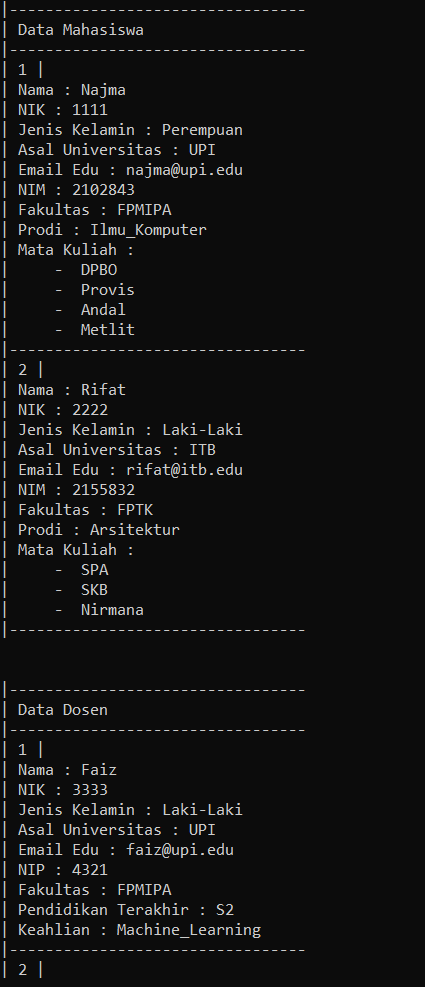 |---------------------------------
| Data Mahasiswa
|---------------------------------
| 1 |
| Nama : Najma
| NIK : 1111
| Jenis Kelamin : Perempuan
| Asal Universitas : UPI
| Email Edu : najma@upi.edu
| NIM : 2102843
| Fakultas : FPMIPA
| Prodi : Ilmu_Komputer
| Mata Kuliah :
|     -  DPBO
|     -  Provis
|     -  Andal
|     -  Metlit
|---------------------------------
| 2 |
| Nama : Rifat
| NIK : 2222
| Jenis Kelamin : Laki-Laki
| Asal Universitas : ITB
| Email Edu : rifat@itb.edu
| NIM : 2155832
| Fakultas : FPTK
| Prodi : Arsitektur
| Mata Kuliah :
|     -  SPA
|     -  SKB
|     -  Nirmana
|---------------------------------
|---------------------------------
| Data Dosen
|---------------------------------
| 1 |
| Nama : Faiz
| NIK : 3333
| Jenis Kelamin : Laki-Laki
| Asal Universitas : UPI
| Email Edu : faiz@upi.edu
| NIP : 4321
| Fakultas : FPMIPA
| Pendidikan Terakhir : S2
| Keahlian : Machine_Learning
|---------------------------------
| 2 |